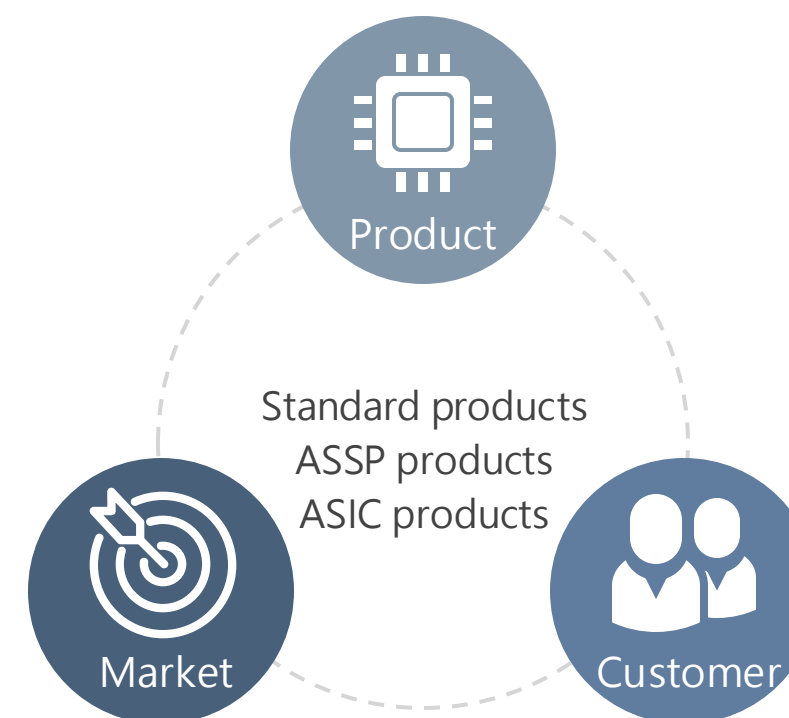 Product
Standard products
ASSP products
ASIC products
Market
Customer